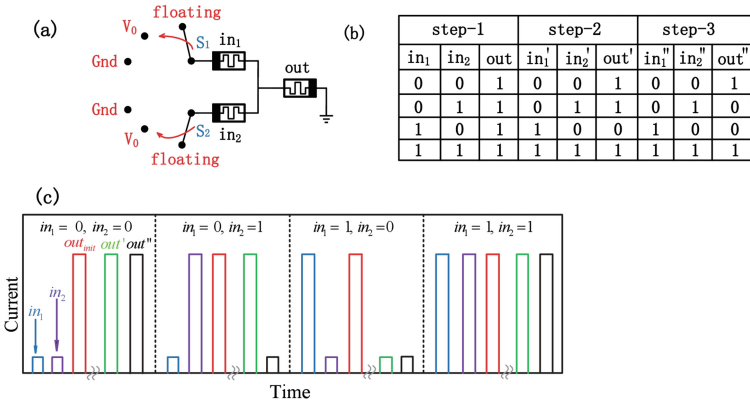 (a)
floating
V₀
S₁
in₁
Gnd
out
Gnd
S₂
in₂
V₀
floating
(b)
step-1 step-2 step-3
in₁ in₂ out in₁' in₂' out' in₁" in₂" out"
0 0 1 0 0 1 0 0 1
0 1 1 0 1 1 0 1 0
1 0 1 1 0 0 1 0 0
1 1 1 1 1 1 1 1 1
(c)
in₁ = 0, in₂ = 0 in₁ = 0, in₂ = 1 in₁ = 1, in₂ = 0 in₁ = 1, in₂ = 1
out_init out' out"
in₂
in₁
Current
Time